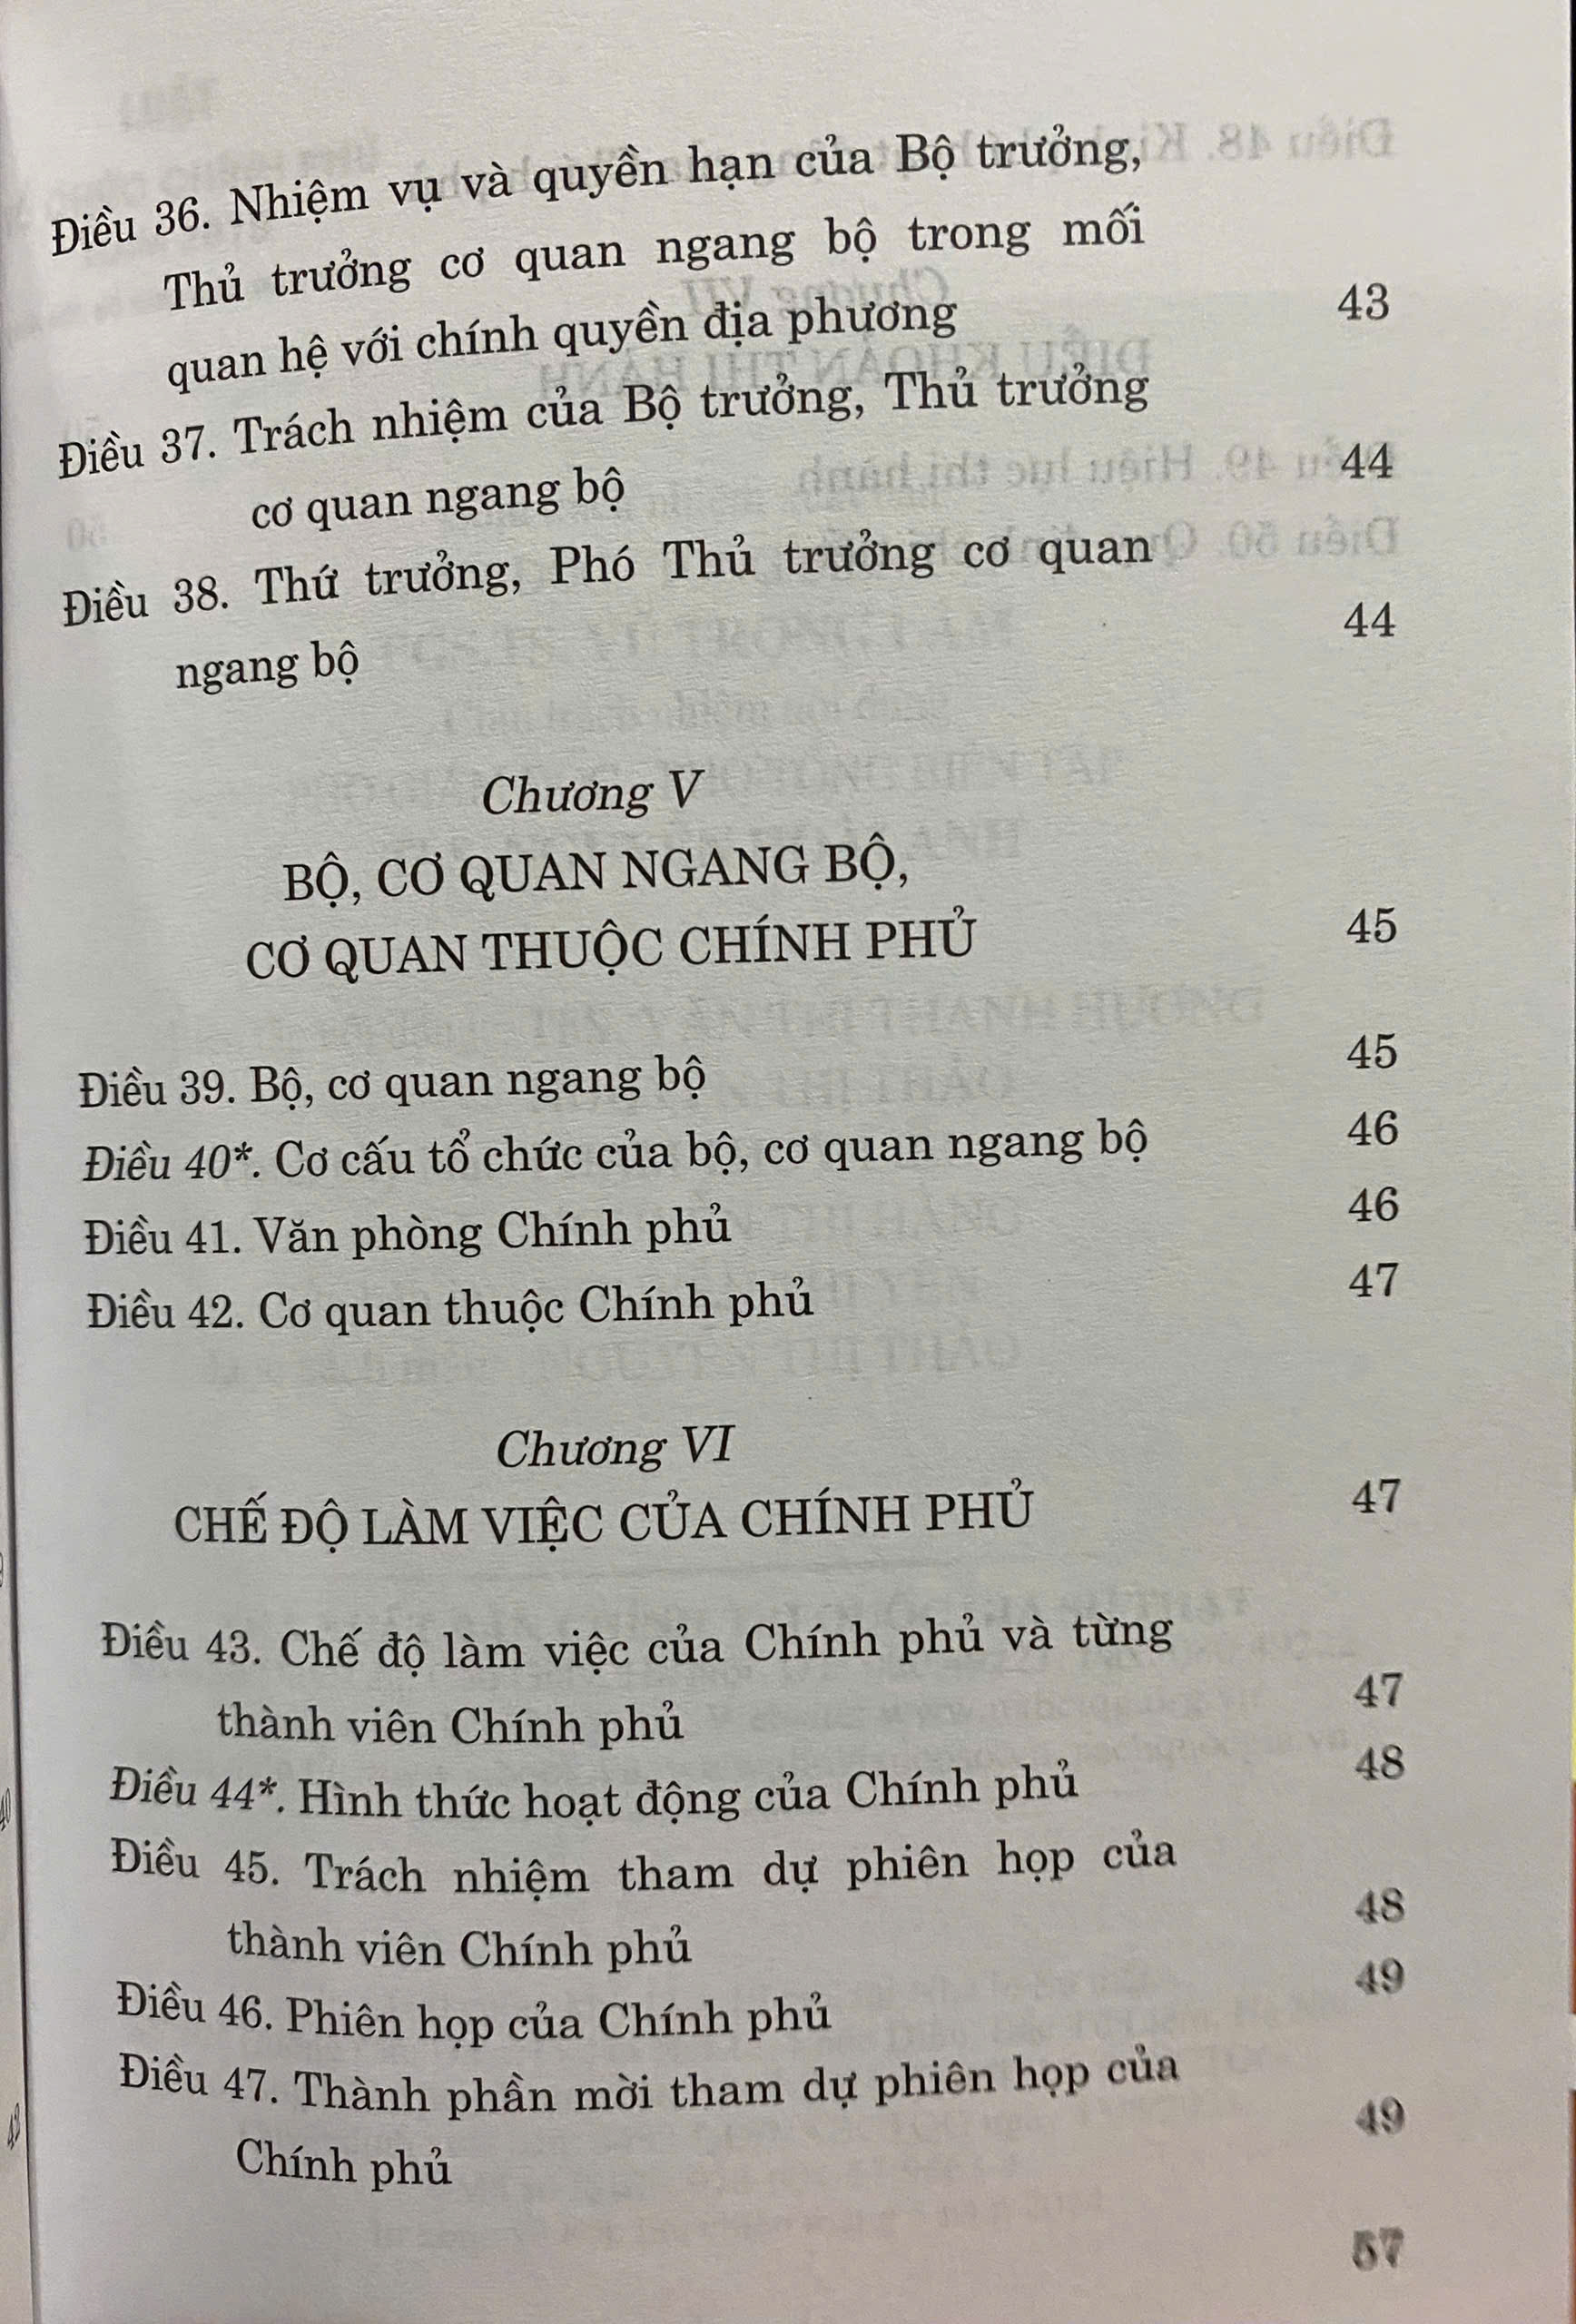 Điều 36. Nhiệm vụ và quyền hạn của Bộ trưởng,
Thủ trưởng cơ quan ngang bộ trong mối
quan hệ với chính quyền địa phương 43
Điều 37. Trách nhiệm của Bộ trưởng, Thủ trưởng
cơ quan ngang bộ 44
Điều 38. Thứ trưởng, Phó Thủ trưởng cơ quan
ngang bộ 44
Chương V
BỘ, CƠ QUAN NGANG BỘ,
CƠ QUAN THUỘC CHÍNH PHỦ 45
Điều 39. Bộ, cơ quan ngang bộ 45
Điều 40*. Cơ cấu tổ chức của bộ, cơ quan ngang bộ 46
Điều 41. Văn phòng Chính phủ 46
Điều 42. Cơ quan thuộc Chính phủ 47
Chương VI
CHẾ ĐỘ LÀM VIỆC CỦA CHÍNH PHỦ 47
Điều 43. Chế độ làm việc của Chính phủ và từng
thành viên Chính phủ 47
Điều 44*. Hình thức hoạt động của Chính phủ 48
Điều 45. Trách nhiệm tham dự phiên họp của
thành viên Chính phủ 48
Điều 46. Phiên họp của Chính phủ 49
Điều 47. Thành phần mời tham dự phiên họp của
Chính phủ 49
57